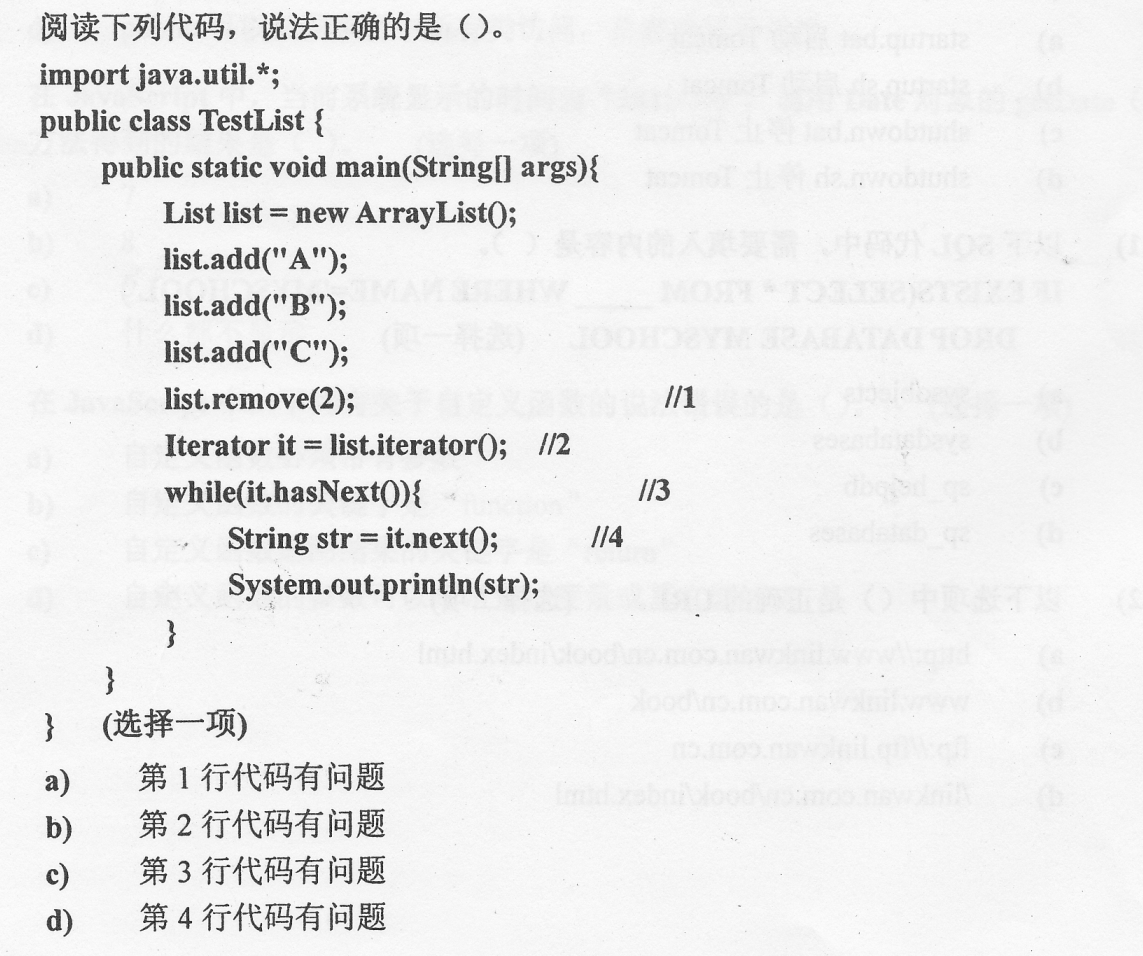 阅读下列代码，说法正确的是（）。
import java.util.*;
public class TestList {
public static void main(String[] args){
List list = new ArrayList();
list.add("A");
list.add("B");
list.add("C");
list.remove(2); //1
Iterator it = list.iterator(); //2
while(it.hasNext()){ //3
String str = it.next(); //4
System.out.println(str);
}
}
} (选择一项)
a) 第 1 行代码有问题
b) 第 2 行代码有问题
c) 第 3 行代码有问题
d) 第 4 行代码有问题